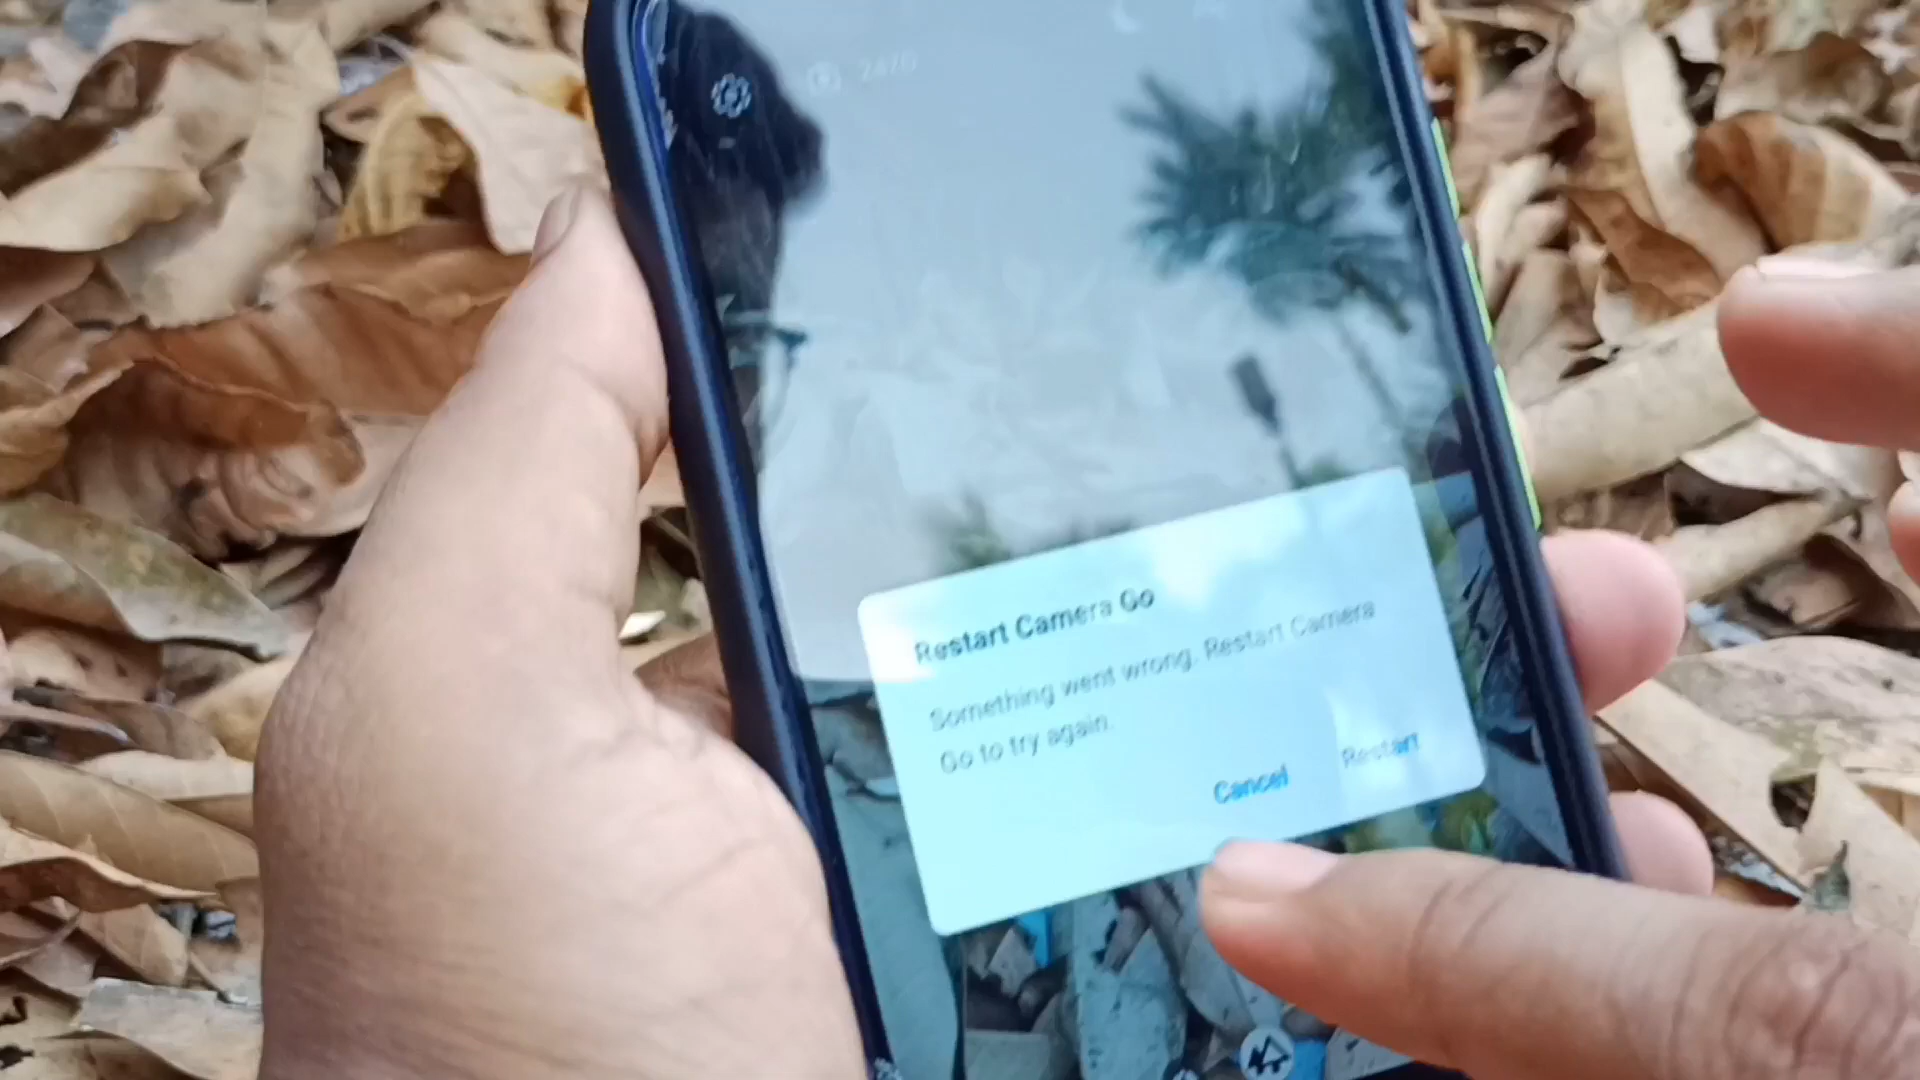 Restart Camera Go
Something went wrong. Restart Camera
Go to try again.
Cancel
Restart